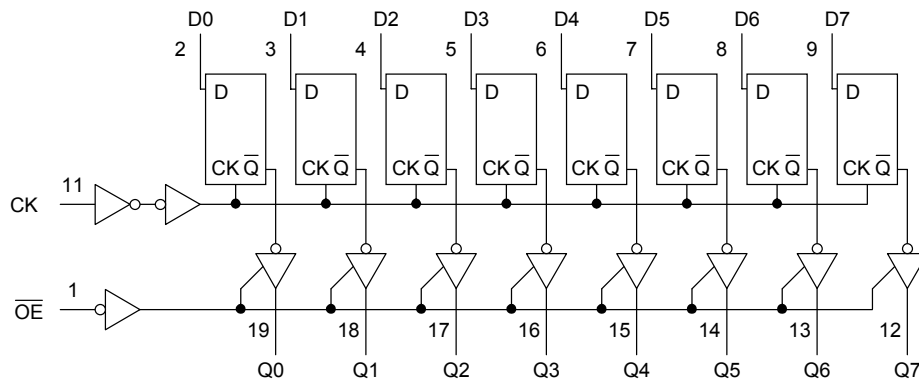 D0 D1 D2 D3 D4 D5 D6 D7
2 3 4 5 6 7 8 9
D D D D D D D D
CK Q̅ CK Q̅ CK Q̅ CK Q̅ CK Q̅ CK Q̅ CK Q̅ CK Q̅
11
CK
1
O̅E̅
19 18 17 16 15 14 13 12
Q0 Q1 Q2 Q3 Q4 Q5 Q6 Q7